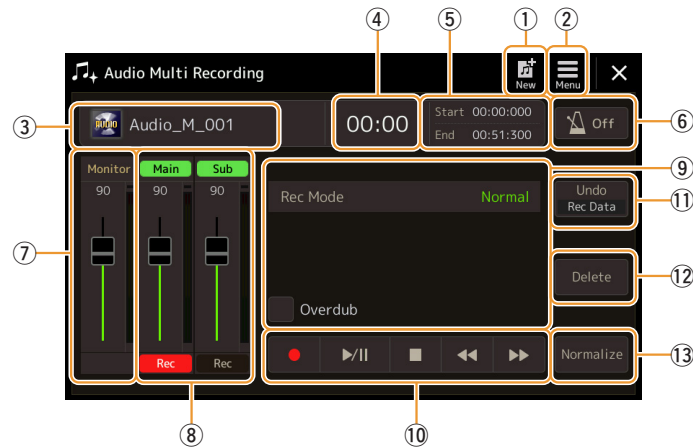 ④ ⑤ ① ②
Audio Multi Recording
New
Menu
③
AUDIO
Audio_M_001
00:00
Start 00:00:000
End 00:51:300
Off
⑥
Monitor Main Sub
90 90 90
⑨
Rec Mode Normal
Undo
Rec Data
⑪
⑦
Delete
⑫
Overdub
Rec Rec
Normalize
⑬
⑧ ⑩